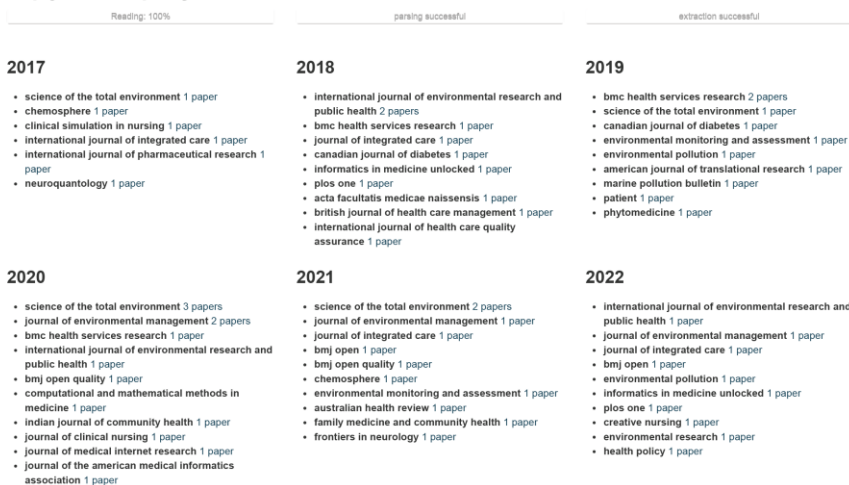 Reading: 100%
parsing successful
extraction successful
2017
• science of the total environment 1 paper
• chemosphere 1 paper
• clinical simulation in nursing 1 paper
• international journal of integrated care 1 paper
• international journal of pharmaceutical research 1
paper
• neuroquantology 1 paper
2018
• international journal of environmental research and
public health 2 papers
• bmc health services research 1 paper
• journal of integrated care 1 paper
• canadian journal of diabetes 1 paper
• informatics in medicine unlocked 1 paper
• plos one 1 paper
• acta facultatis medicae naissensis 1 paper
• british journal of health care management 1 paper
• international journal of health care quality
assurance 1 paper
2019
• bmc health services research 2 papers
• science of the total environment 1 paper
• canadian journal of diabetes 1 paper
• environmental monitoring and assessment 1 paper
• environmental pollution 1 paper
• american journal of translational research 1 paper
• marine pollution bulletin 1 paper
• patient 1 paper
• phytomedicine 1 paper
2020
• science of the total environment 3 papers
• journal of environmental management 2 papers
• bmc health services research 1 paper
• international journal of environmental research and
public health 1 paper
• bmj open quality 1 paper
• computational and mathematical methods in
medicine 1 paper
• indian journal of community health 1 paper
• journal of clinical nursing 1 paper
• journal of medical internet research 1 paper
• journal of the american medical informatics
association 1 paper
2021
• science of the total environment 2 papers
• journal of environmental management 1 paper
• journal of integrated care 1 paper
• bmj open 1 paper
• bmj open quality 1 paper
• chemosphere 1 paper
• environmental monitoring and assessment 1 paper
• australian health review 1 paper
• family medicine and community health 1 paper
• frontiers in neurology 1 paper
2022
• international journal of environmental research and
public health 1 paper
• journal of environmental management 1 paper
• journal of integrated care 1 paper
• bmj open 1 paper
• environmental pollution 1 paper
• informatics in medicine unlocked 1 paper
• plos one 1 paper
• creative nursing 1 paper
• environmental research 1 paper
• health policy 1 paper